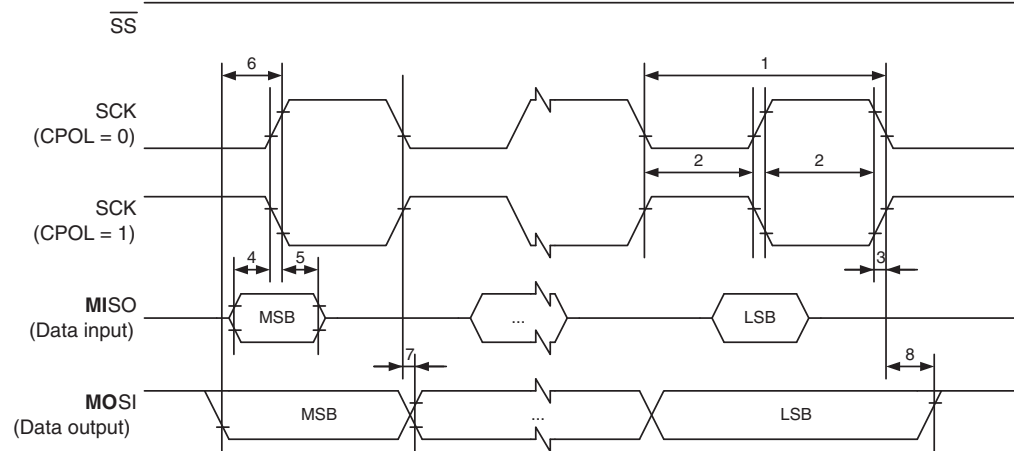 SS
6
1
SCK
(CPOL = 0)
2
2
SCK
(CPOL = 1)
4
5
3
MISO
(Data input)
MSB
...
LSB
7
8
MOSI
(Data output)
MSB
...
LSB